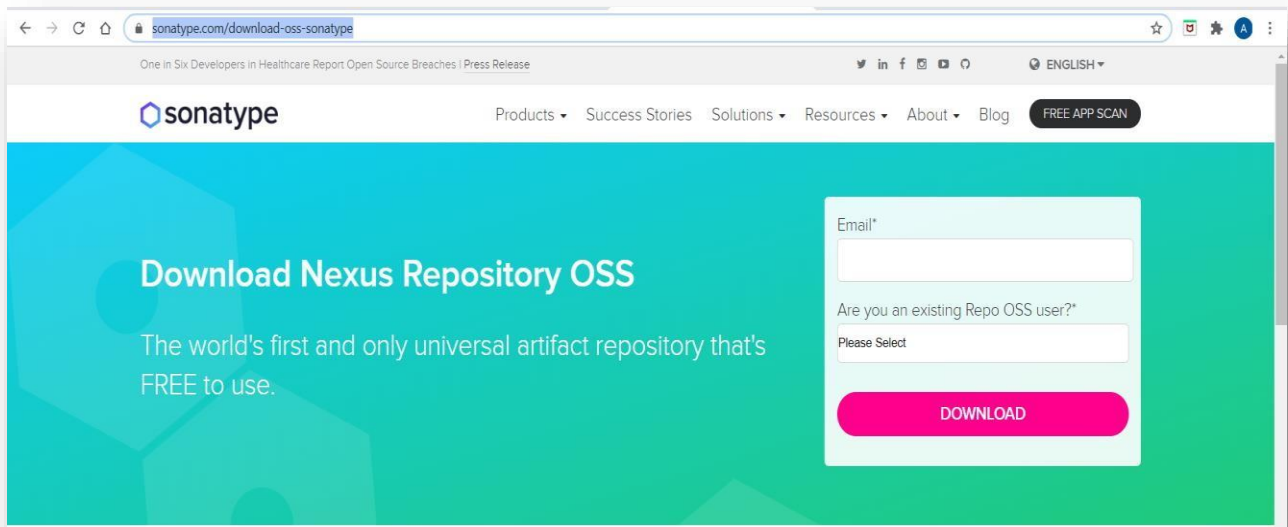 sonatype.com/download-oss-sonatype
A
One in Six Developers in Healthcare Report Open Source Breaches | Press Release
ENGLISH
sonatype
Products
Success Stories
Solutions
Resources
About
Blog
FREE APP SCAN
Download Nexus Repository OSS
The world's first and only universal artifact repository that's
FREE to use.
Email*
Are you an existing Repo OSS user?*
Please Select
DOWNLOAD